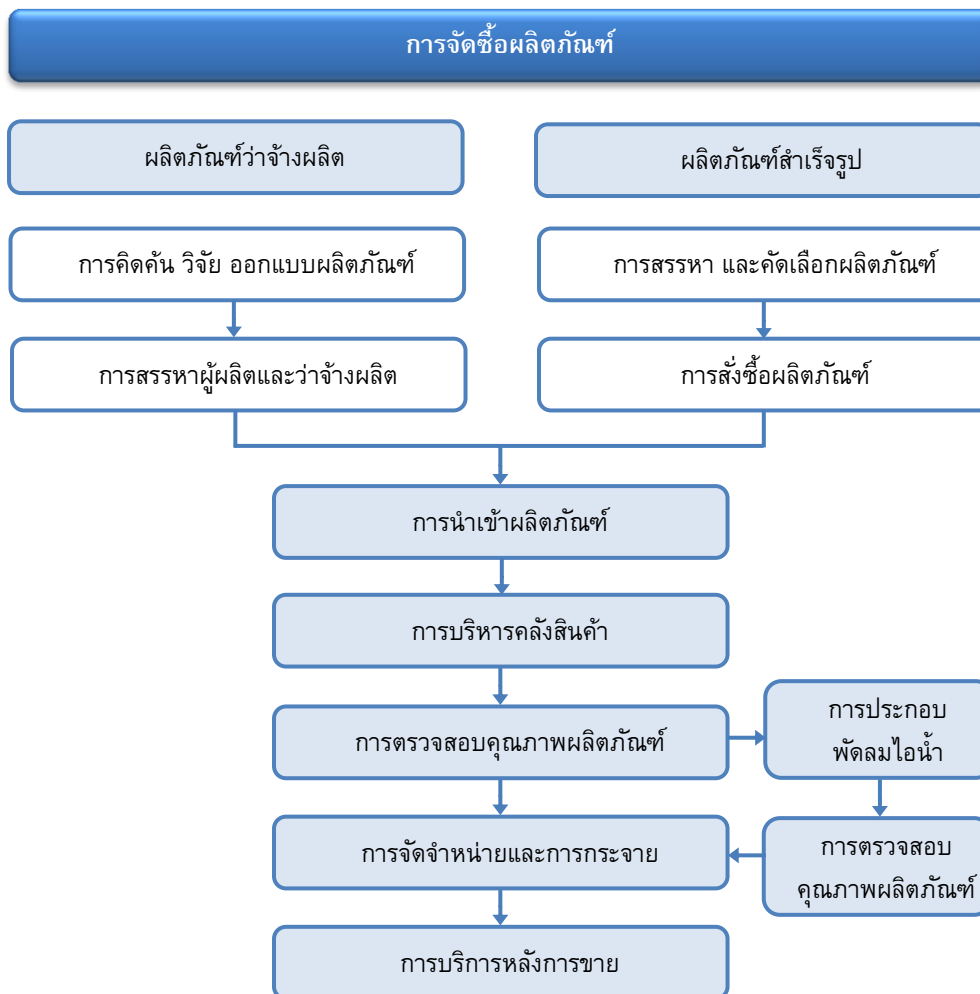 การจัดซื้อผลิตภัณฑ์
ผลิตภัณฑ์ว่าจ้างผลิต
ผลิตภัณฑ์สำเร็จรูป
การคิดค้น วิจัย ออกแบบผลิตภัณฑ์
การสรรหา และคัดเลือกผลิตภัณฑ์
การสรรหาผู้ผลิตและว่าจ้างผลิต
การสั่งซื้อผลิตภัณฑ์
การนำเข้าผลิตภัณฑ์
การบริหารคลังสินค้า
การตรวจสอบคุณภาพผลิตภัณฑ์
การประกอบ
พัดลมไอน้ำ
การจัดจำหน่ายและการกระจาย
การตรวจสอบ
คุณภาพผลิตภัณฑ์
การบริการหลังการขาย